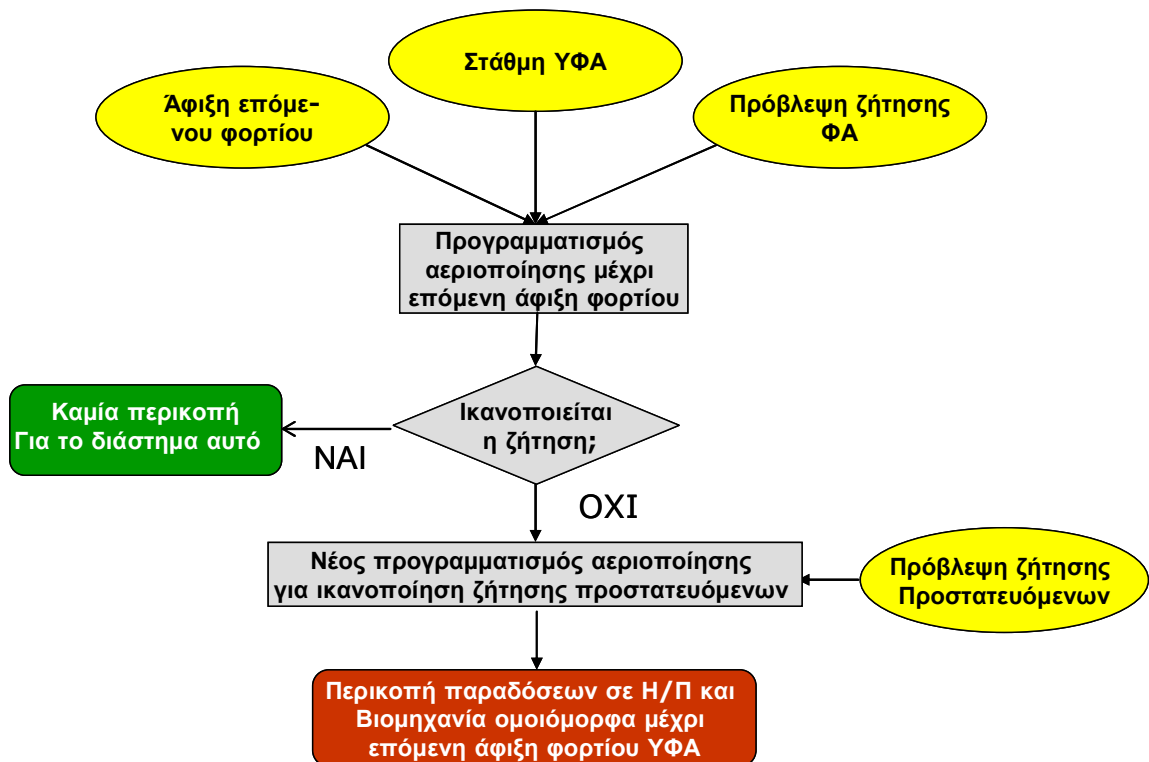 Στάθμη ΥΦΑ
Άφιξη επόμε-
νου φορτίου
Πρόβλεψη ζήτησης
ΦΑ
Προγραμματισμός
αεριοποίησης μέχρι
επόμενη άφιξη φορτίου
Καμία περικοπή
Για το διάστημα αυτό
Ικανοποιείται
η ζήτηση;
ΝΑΙ
ΟΧΙ
Νέος προγραμματισμός αεριοποίησης
για ικανοποίηση ζήτησης προστατευόμενων
Πρόβλεψη ζήτησης
Προστατευόμενων
Περικοπή παραδόσεων σε Η/Π και
Βιομηχανία ομοιόμορφα μέχρι
επόμενη άφιξη φορτίου ΥΦΑ